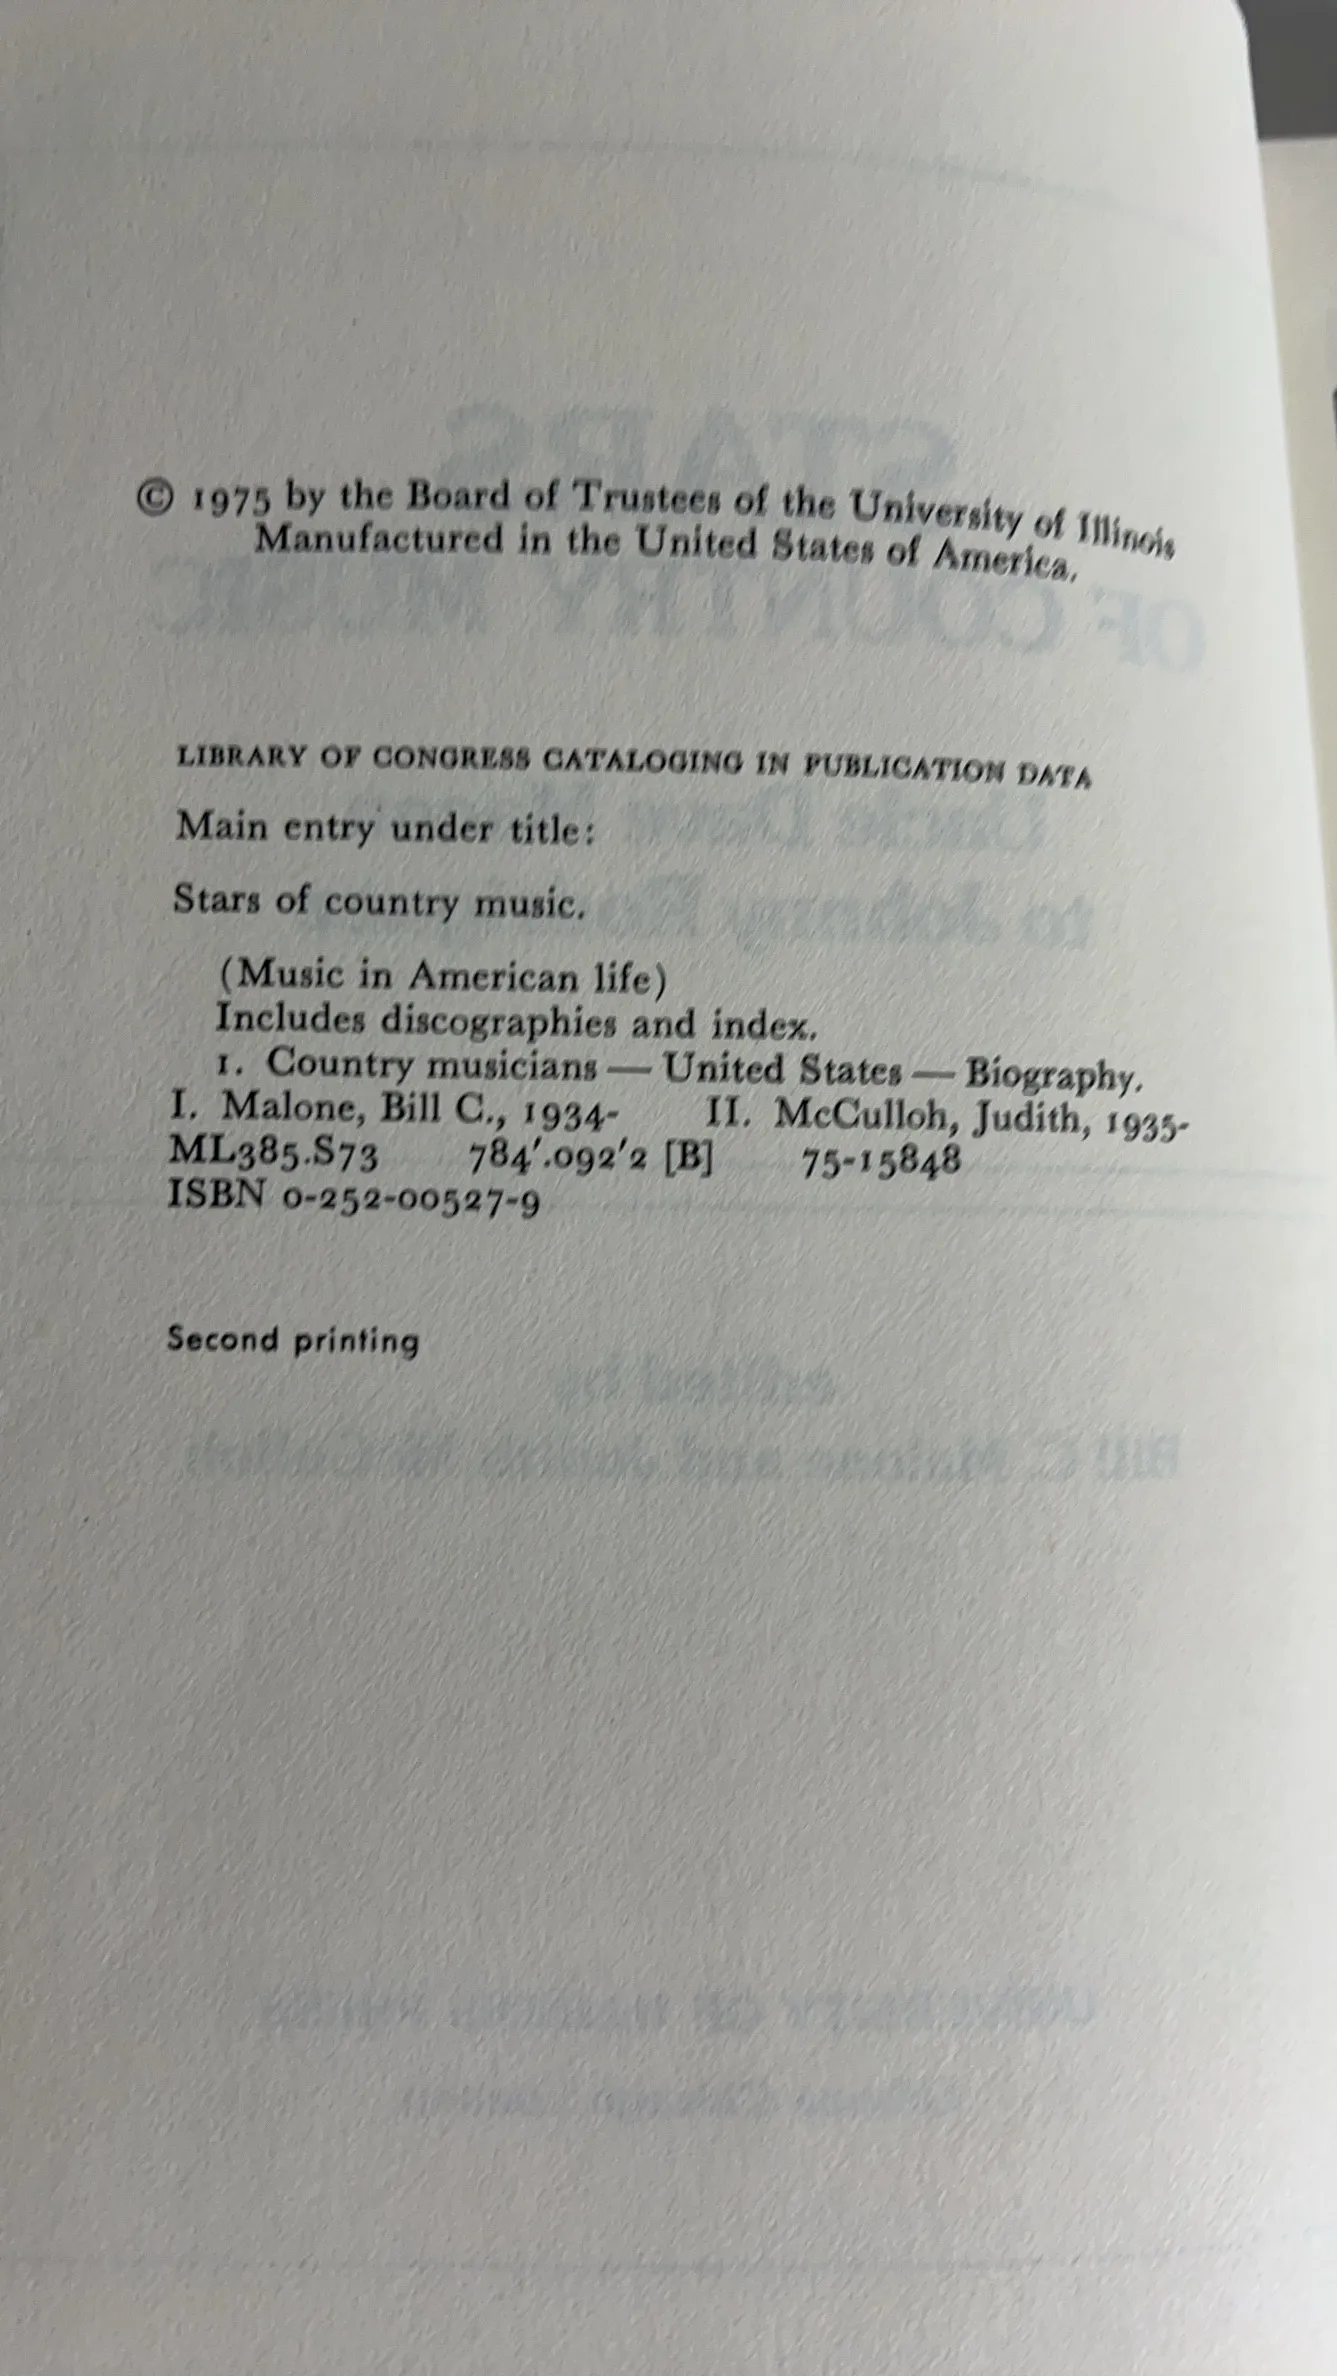 © 1975 by the Board of Trustees of the University of Illinois
Manufactured in the United States of America.
LIBRARY OF CONGRESS CATALOGING IN PUBLICATION DATA
Main entry under title:
Stars of country music.
(Music in American life)
Includes discographies and index.
1. Country musicians — United States — Biography.
I. Malone, Bill C., 1934- II. McCulloh, Judith, 1935-
ML385.S73 784′.092′2 [B] 75-15848
ISBN 0-252-00527-9
Second printing